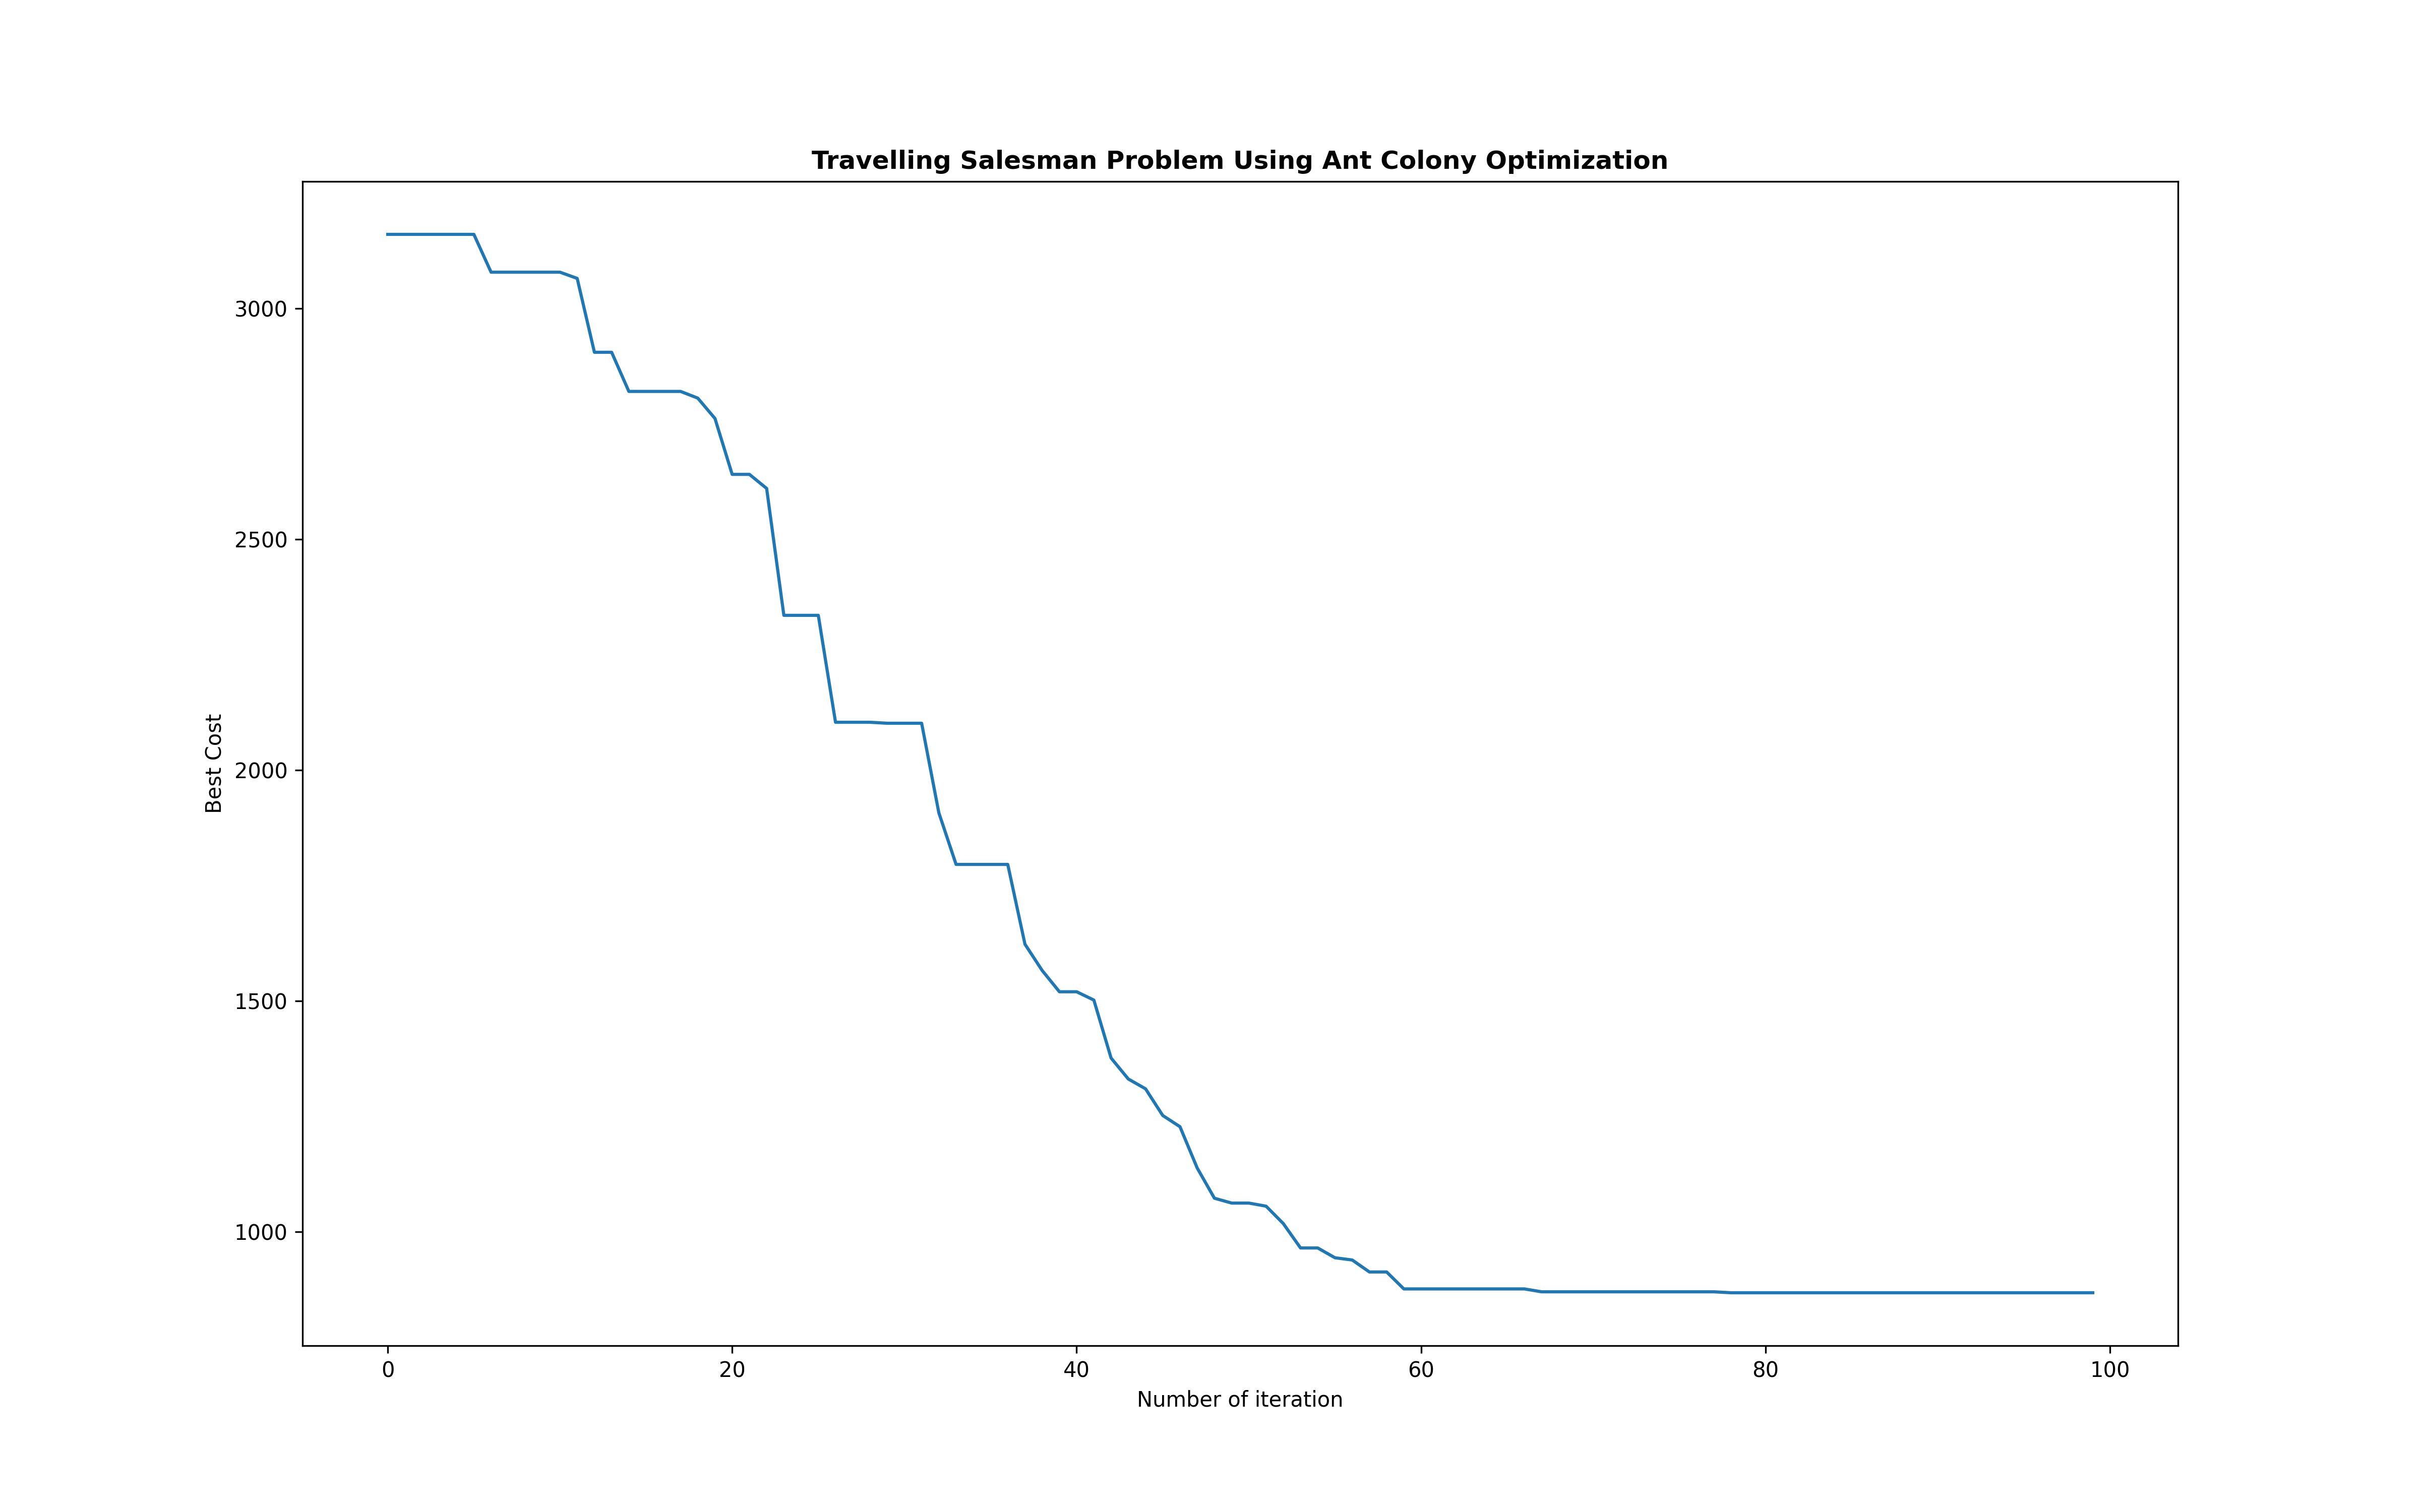 Travelling Salesman Problem Using Ant Colony Optimization
3000
2500
2000
1500
1000
Best Cost
0 20 40 60 80 100
Number of iteration